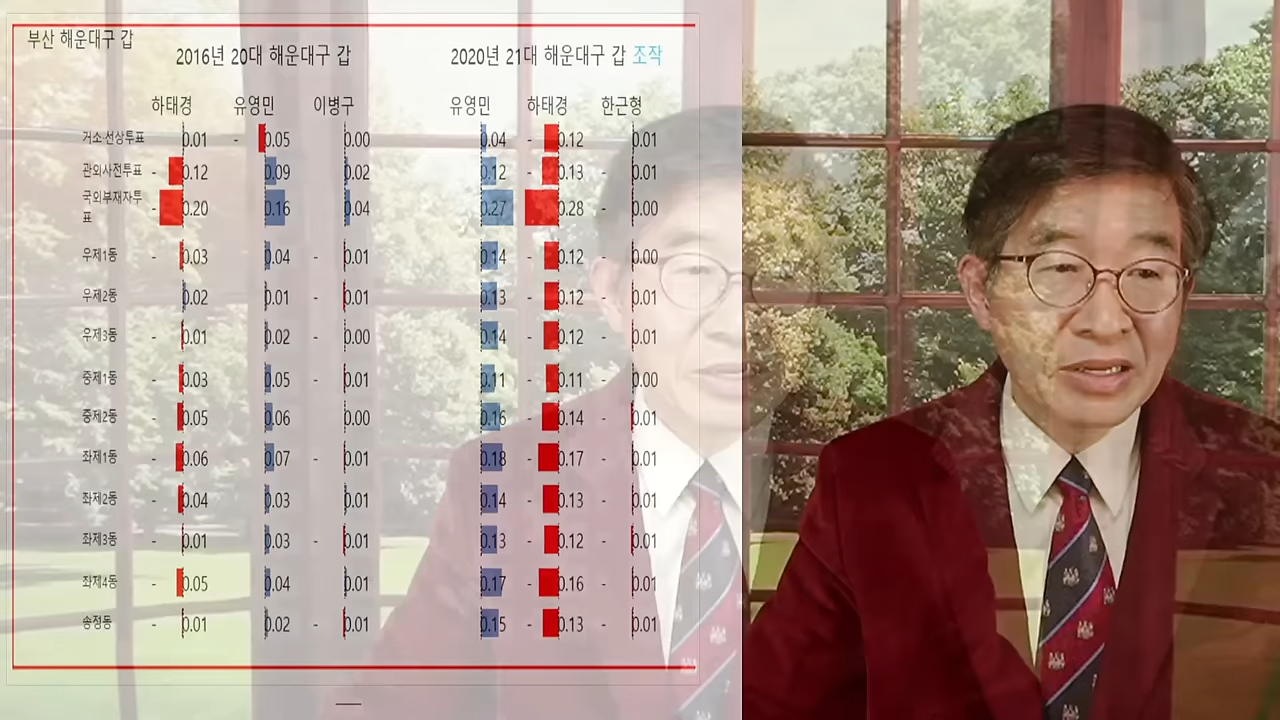 부산 해운대구 갑
2016년 20대 해운대구 갑 2020년 21대 해운대구 갑 조작
하태경 유영민 이병구 유영민 하태경 한근형
거소·선상투표 0.01 - 0.05 0.00 0.04 - 0.12 0.01
관외사전투표 - 0.12 0.09 0.02 0.12 - 0.13 - 0.01
국외부재자투
표 - 0.20 0.16 0.04 0.27 - 0.28 - 0.00
우제1동 - 0.03 0.04 - 0.01 0.14 - 0.12 - 0.00
우제2동 0.02 0.01 - 0.01 0.13 - 0.12 - 0.01
우제3동 - 0.01 0.02 - 0.00 0.14 - 0.12 - 0.01
중제1동 - 0.03 0.05 - 0.01 0.11 - 0.11 - 0.00
중제2동 - 0.05 0.06 - 0.00 0.16 - 0.14 - 0.01
좌제1동 - 0.06 0.07 - 0.01 0.18 - 0.17 - 0.01
좌제2동 - 0.04 0.03 0.01 0.14 - 0.13 - 0.01
좌제3동 - 0.01 0.03 - 0.01 0.13 - 0.12 - 0.01
좌제4동 - 0.05 0.04 0.01 0.17 - 0.16 - 0.01
송정동 - 0.01 0.02 - 0.01 0.15 - 0.13 - 0.01